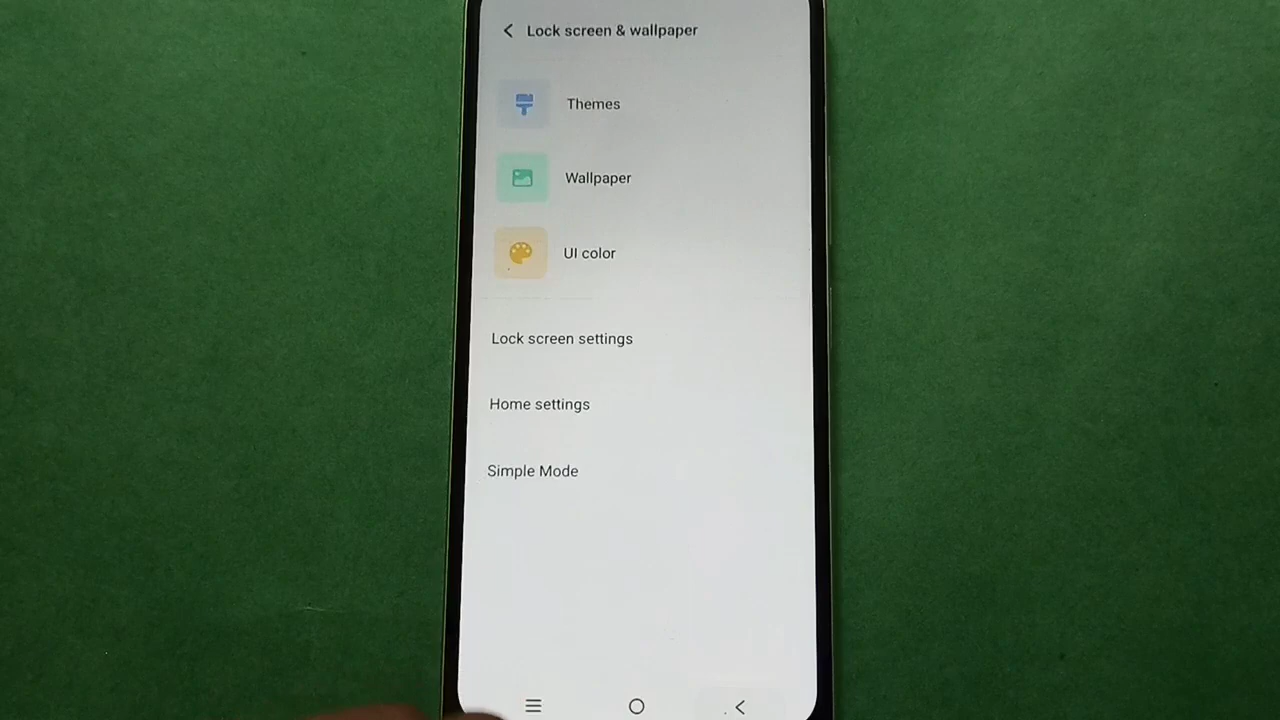 Lock screen & wallpaper
Themes
Wallpaper
UI color
Lock screen settings
Home settings
Simple Mode